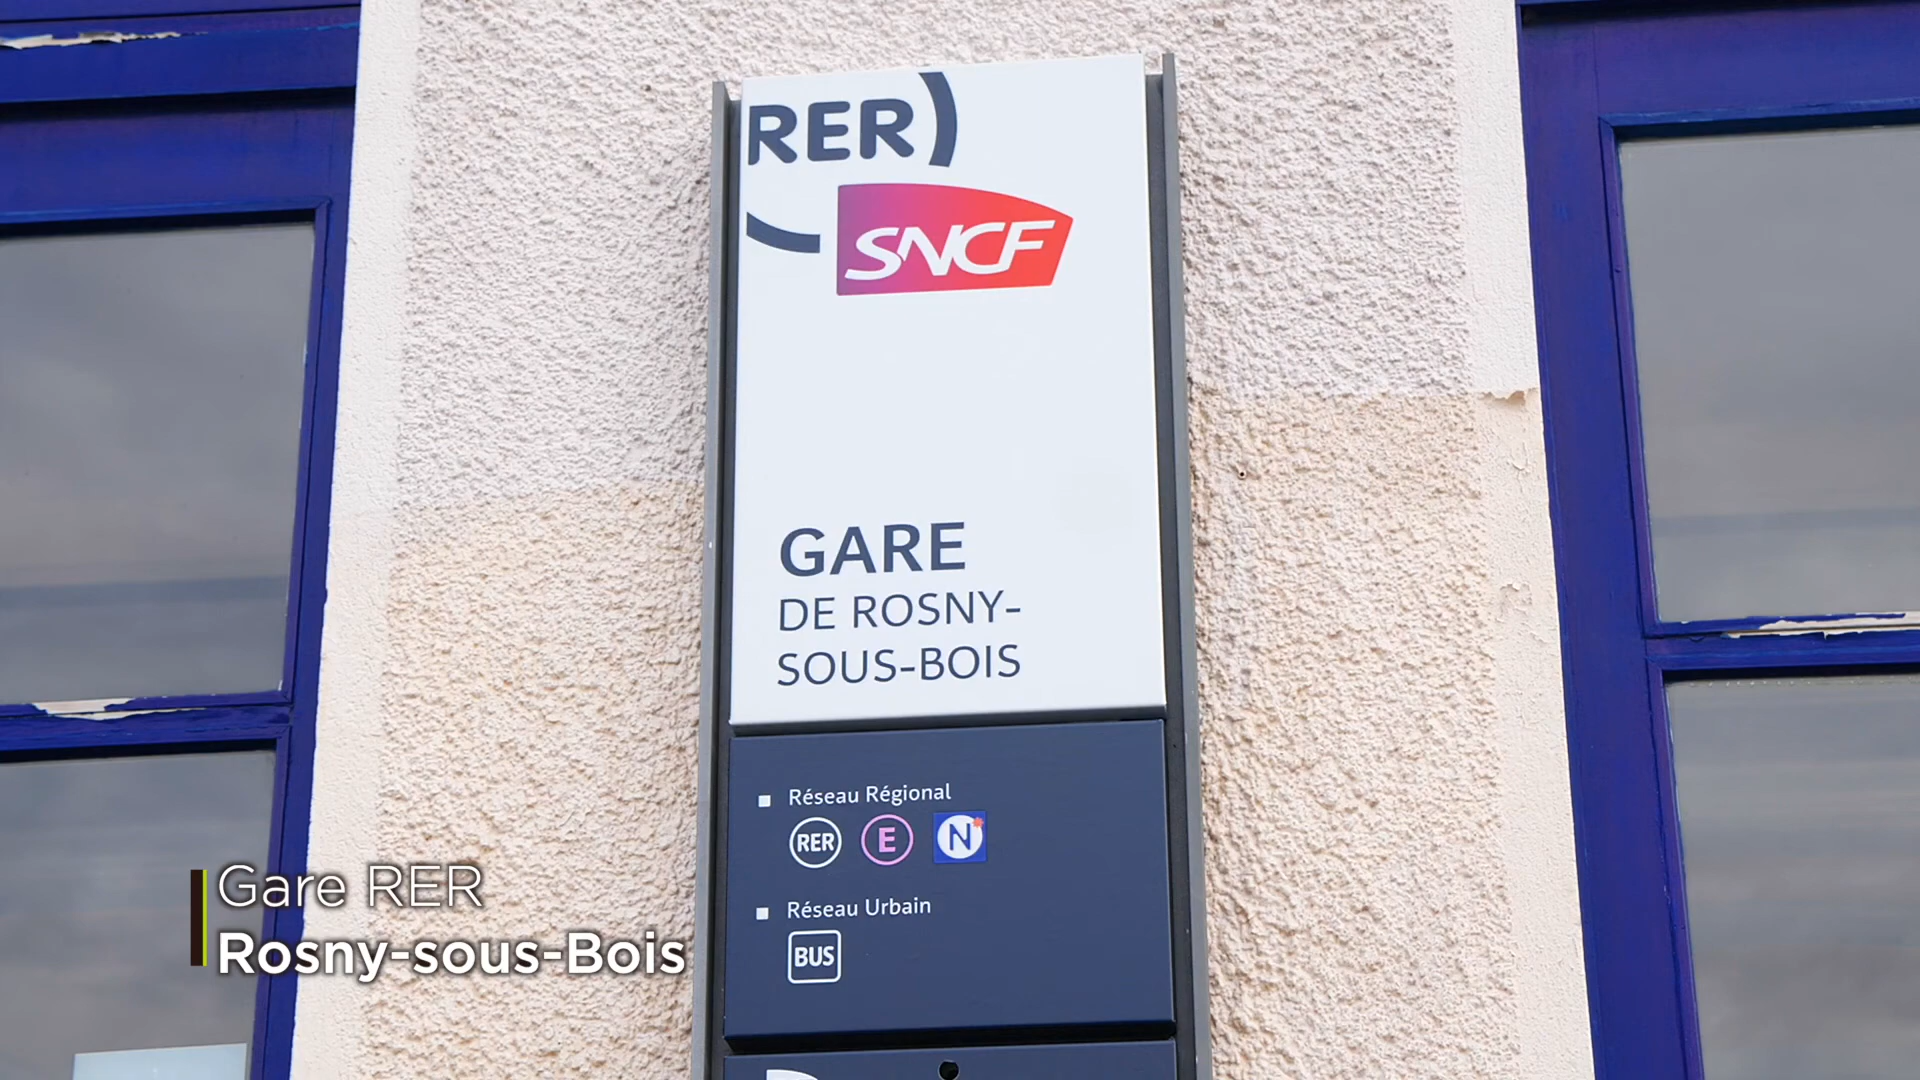 RER
SNCF
GARE
DE ROSNY-
SOUS-BOIS
Réseau Régional
RER E N
Réseau Urbain
BUS
Gare RER
Rosny-sous-Bois